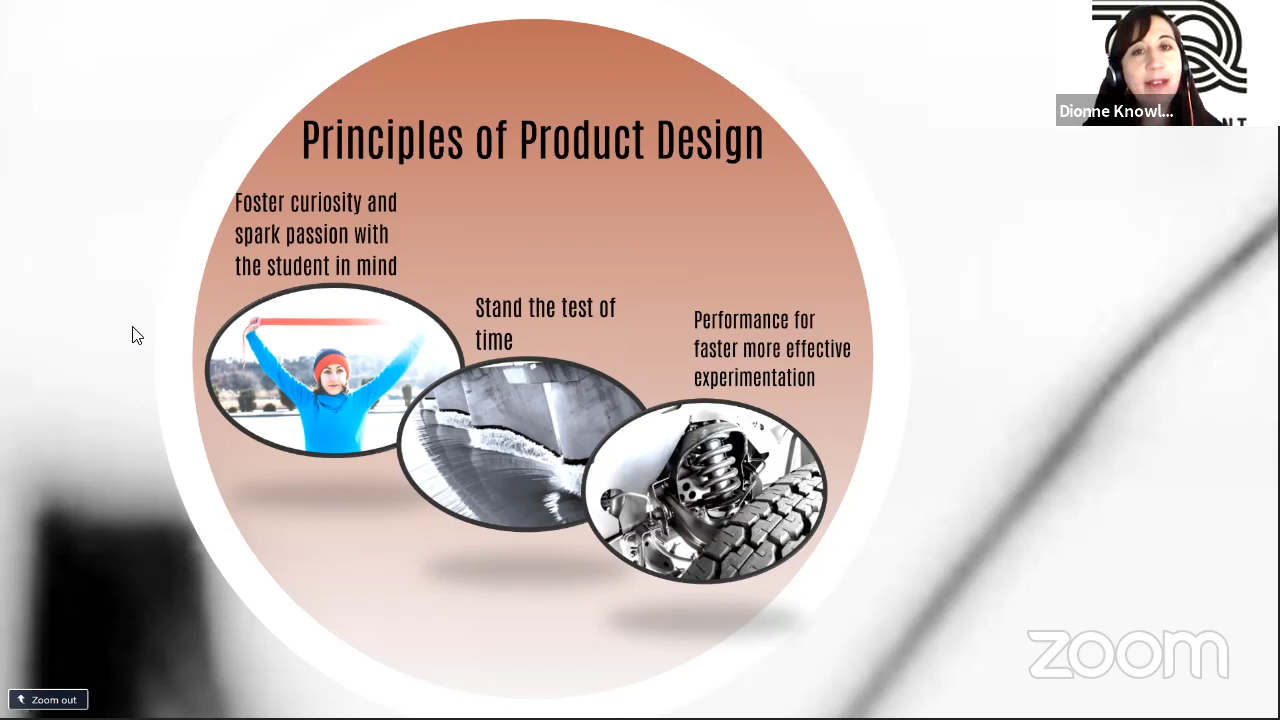 Principles of Product Design
Foster curiosity and
spark passion with
the student in mind
Stand the test of
time
Performance for
faster more effective
experimentation
Dionne Knowl...
zoom
Zoom out